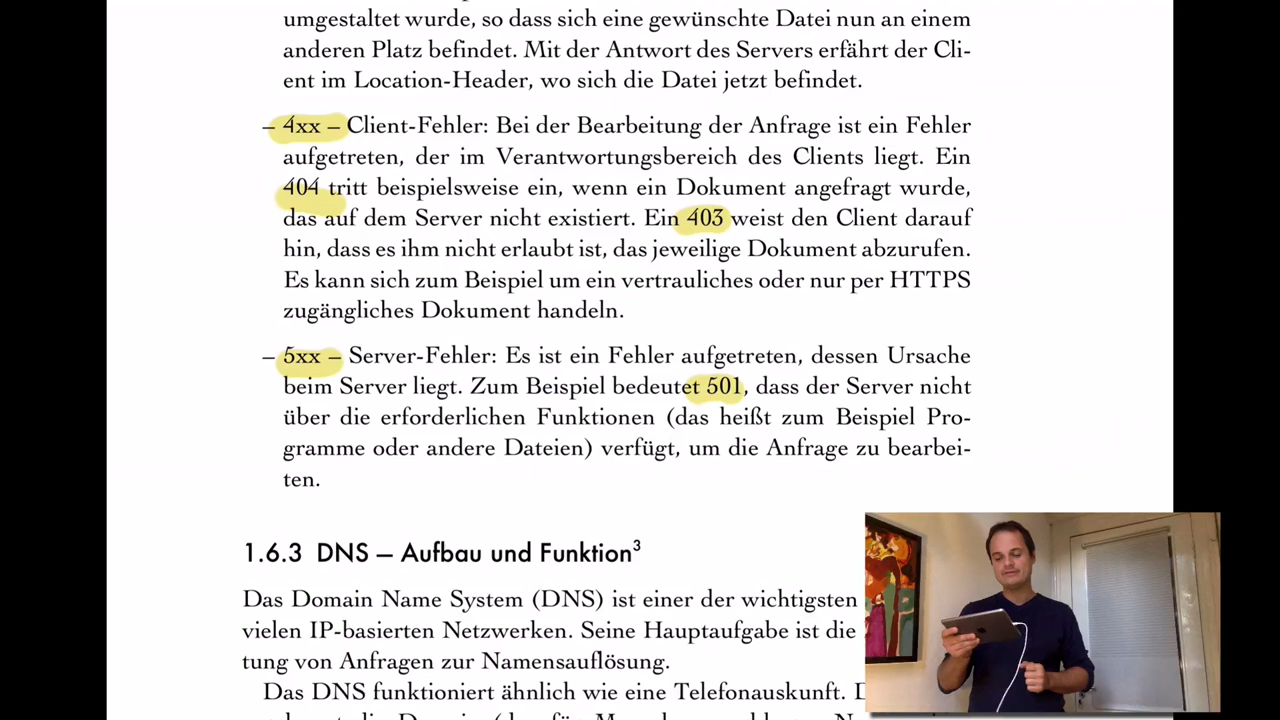 umgestaltet wurde, so dass sich eine gewünschte Datei nun an einem
anderen Platz befindet. Mit der Antwort des Servers erfährt der Cli-
ent im Location-Header, wo sich die Datei jetzt befindet.
– 4xx – Client-Fehler: Bei der Bearbeitung der Anfrage ist ein Fehler
aufgetreten, der im Verantwortungsbereich des Clients liegt. Ein
404 tritt beispielsweise ein, wenn ein Dokument angefragt wurde,
das auf dem Server nicht existiert. Ein 403 weist den Client darauf
hin, dass es ihm nicht erlaubt ist, das jeweilige Dokument abzurufen.
Es kann sich zum Beispiel um ein vertrauliches oder nur per HTTPS
zugängliches Dokument handeln.
– 5xx – Server-Fehler: Es ist ein Fehler aufgetreten, dessen Ursache
beim Server liegt. Zum Beispiel bedeutet 501, dass der Server nicht
über die erforderlichen Funktionen (das heißt zum Beispiel Pro-
gramme oder andere Dateien) verfügt, um die Anfrage zu bearbei-
ten.
1.6.3 DNS – Aufbau und Funktion³
Das Domain Name System (DNS) ist einer der wichtigsten
vielen IP-basierten Netzwerken. Seine Hauptaufgabe ist die
tung von Anfragen zur Namensauflösung.
Das DNS funktioniert ähnlich wie eine Telefonauskunft.